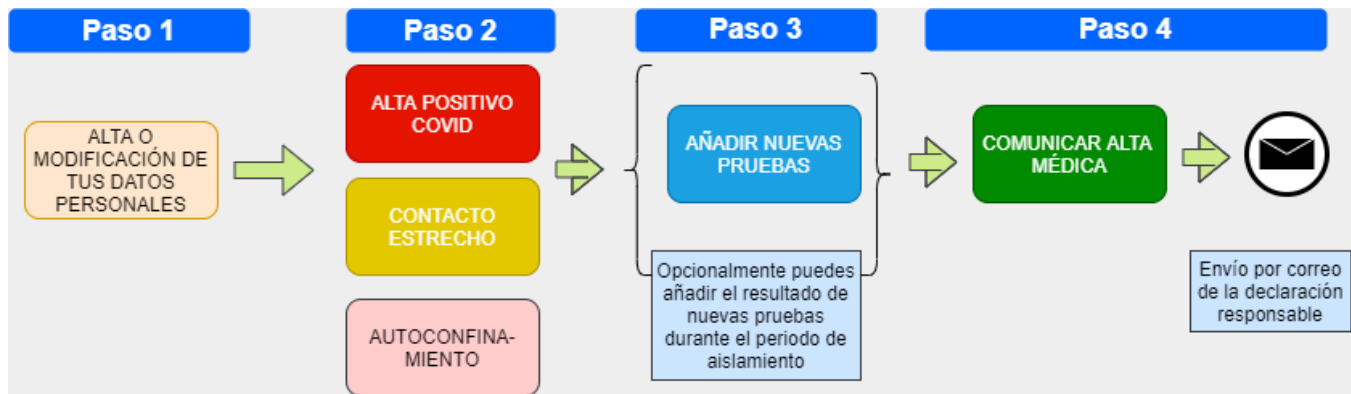 Paso 1
Paso 2
Paso 3
Paso 4
ALTA O
MODIFICACIÓN DE
TUS DATOS
PERSONALES
ALTA POSITIVO
COVID
CONTACTO
ESTRECHO
AUTOCONFINA-
MIENTO
AÑADIR NUEVAS
PRUEBAS
Opcionalmente puedes
añadir el resultado de
nuevas pruebas
durante el periodo de
aislamiento
COMUNICAR ALTA
MÉDICA
Envío por correo
de la declaración
responsable